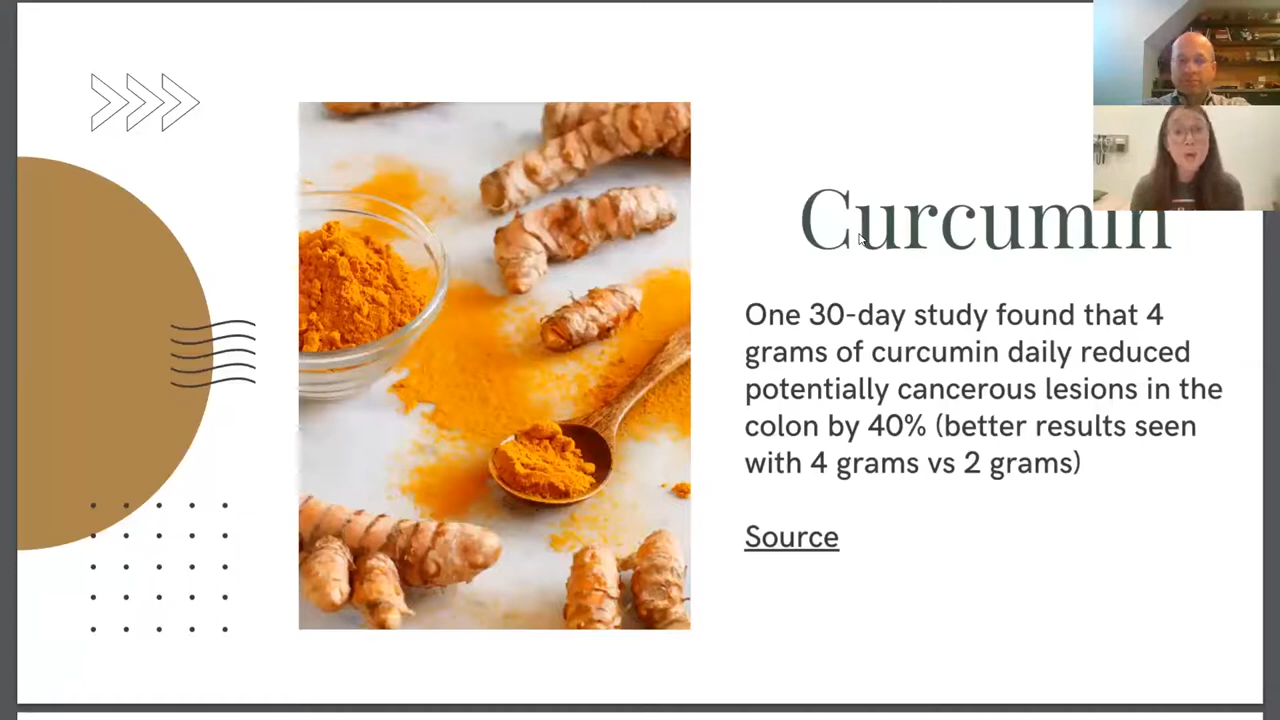 Curcumin
One 30-day study found that 4
grams of curcumin daily reduced
potentially cancerous lesions in the
colon by 40% (better results seen
with 4 grams vs 2 grams)
Source